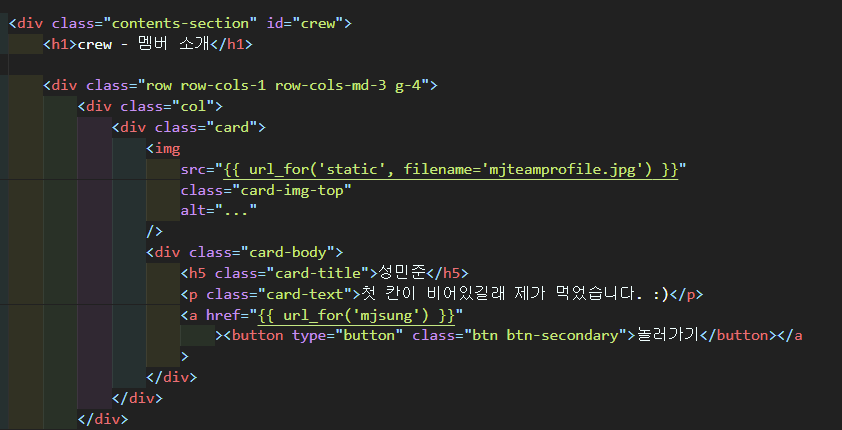 <div class="contents-section" id="crew">
<h1>crew - 멤버 소개</h1>
<div class="row row-cols-1 row-cols-md-3 g-4">
<div class="col">
<div class="card">
<img
src="{{ url_for('static', filename='mjteamprofile.jpg') }}"
class="card-img-top"
alt="..."
/>
<div class="card-body">
<h5 class="card-title">성민준</h5>
<p class="card-text">첫 칸이 비어있길래 제가 먹었습니다. :)</p>
<a href="{{ url_for('mjsung') }}"
><button type="button" class="btn btn-secondary">놀러가기</button></a
>
</div>
</div>
</div>